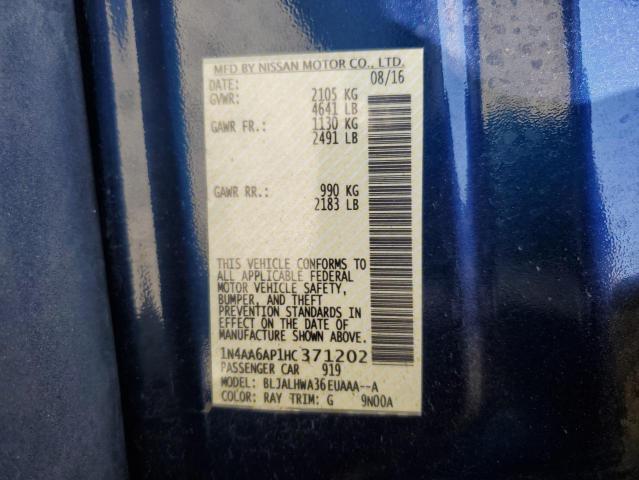 MFD BY NISSAN MOTOR CO., LTD.
DATE: 08/16
GVWR: 2105 KG
4641 LB
GAWR FR.: 1130 KG
2491 LB
GAWR RR.: 990 KG
2183 LB
THIS VEHICLE CONFORMS TO
ALL APPLICABLE FEDERAL
MOTOR VEHICLE SAFETY,
BUMPER, AND THEFT
PREVENTION STANDARDS IN
EFFECT ON THE DATE OF
MANUFACTURE SHOWN ABOVE.
1N4AA6AP1HC371202
PASSENGER CAR 919
MODEL: BLJALHWA36EUAAA--A
COLOR: RAY TRIM: G 9N00A